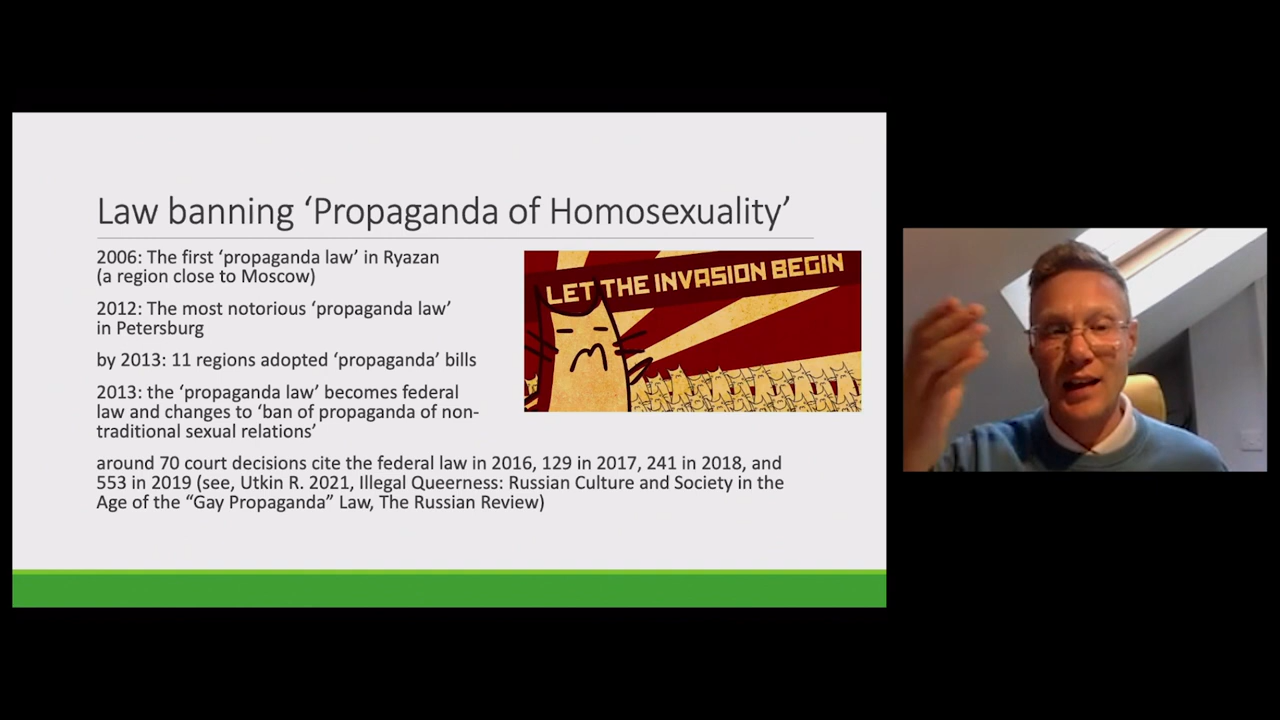 Law banning ‘Propaganda of Homosexuality’
2006: The first ‘propaganda law’ in Ryazan
(a region close to Moscow)
2012: The most notorious ‘propaganda law’
in Petersburg
by 2013: 11 regions adopted ‘propaganda’ bills
2013: the ‘propaganda law’ becomes federal
law and changes to ‘ban of propaganda of non-
traditional sexual relations’
LET THE INVASION BEGIN
around 70 court decisions cite the federal law in 2016, 129 in 2017, 241 in 2018, and
553 in 2019 (see, Utkin R. 2021, Illegal Queerness: Russian Culture and Society in the
Age of the “Gay Propaganda” Law, The Russian Review)